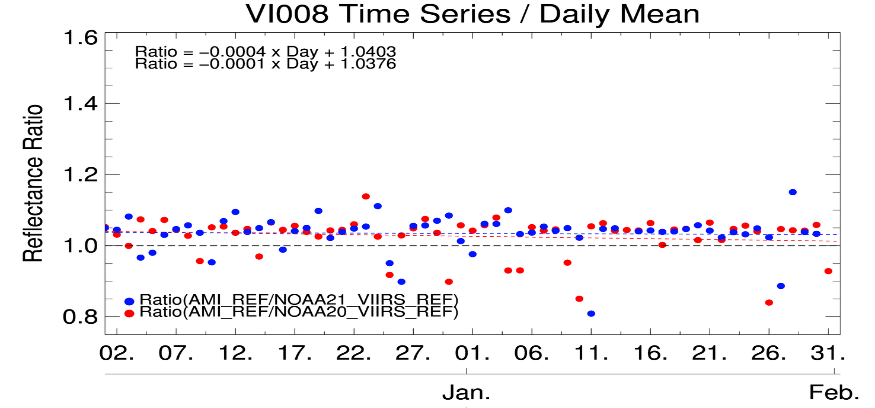 VI008 Time Series / Daily Mean
Ratio = −0.0004 x Day + 1.0403
Ratio = −0.0001 x Day + 1.0376
Reflectance Ratio
1.6
1.4
1.2
1.0
0.8
Ratio(AMI_REF/NOAA21_VIIRS_REF)
Ratio(AMI_REF/NOAA20_VIIRS_REF)
02. 07. 12. 17. 22. 27. 01. 06. 11. 16. 21. 26. 31.
Jan. Feb.